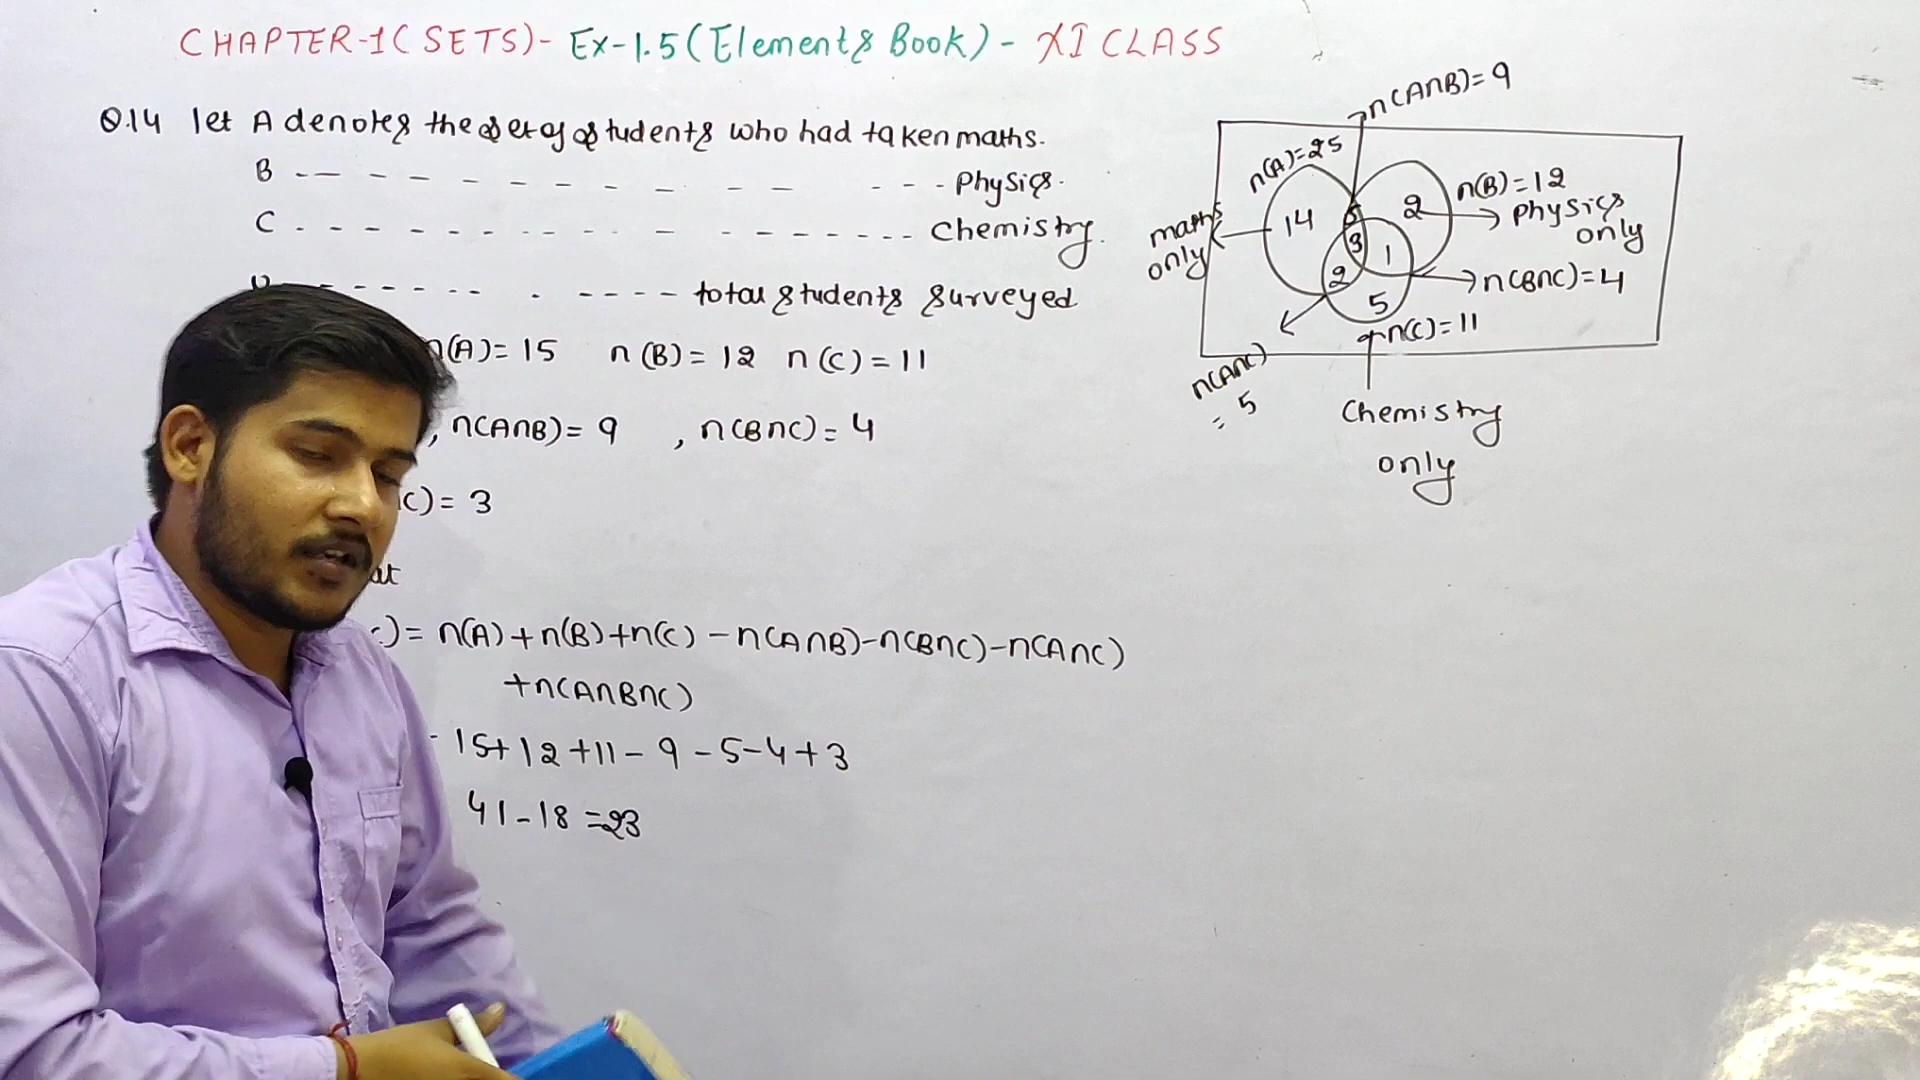 CHAPTER-1(SETS)- Ex-1.5(Elements Book)- XI CLASS
Q.14 let A denotes the set of students who had taken maths.
B - - - - - - - - - - - - - - Physics.
C - - - - - - - - - - - - - - Chemistry.
U - - - - - - - - - - - total students surveyed
n(A)= 15 n(B)= 12 n(C)= 11
, n(A∩B)= 9 , n(B∩C)= 4
C)= 3
at
C)= n(A)+n(B)+n(C) -n(A∩B)-n(B∩C)-n(A∩C)
+n(A∩B∩C)
15+12+11-9-5-4+3
41-18=23
n(A∩B)=9
n(A)=25
n(B)=12
maths only
14
2
physics only
3
1
2
n(B∩C)=4
5
n(C)=11
n(A∩C)
= 5
Chemistry
only